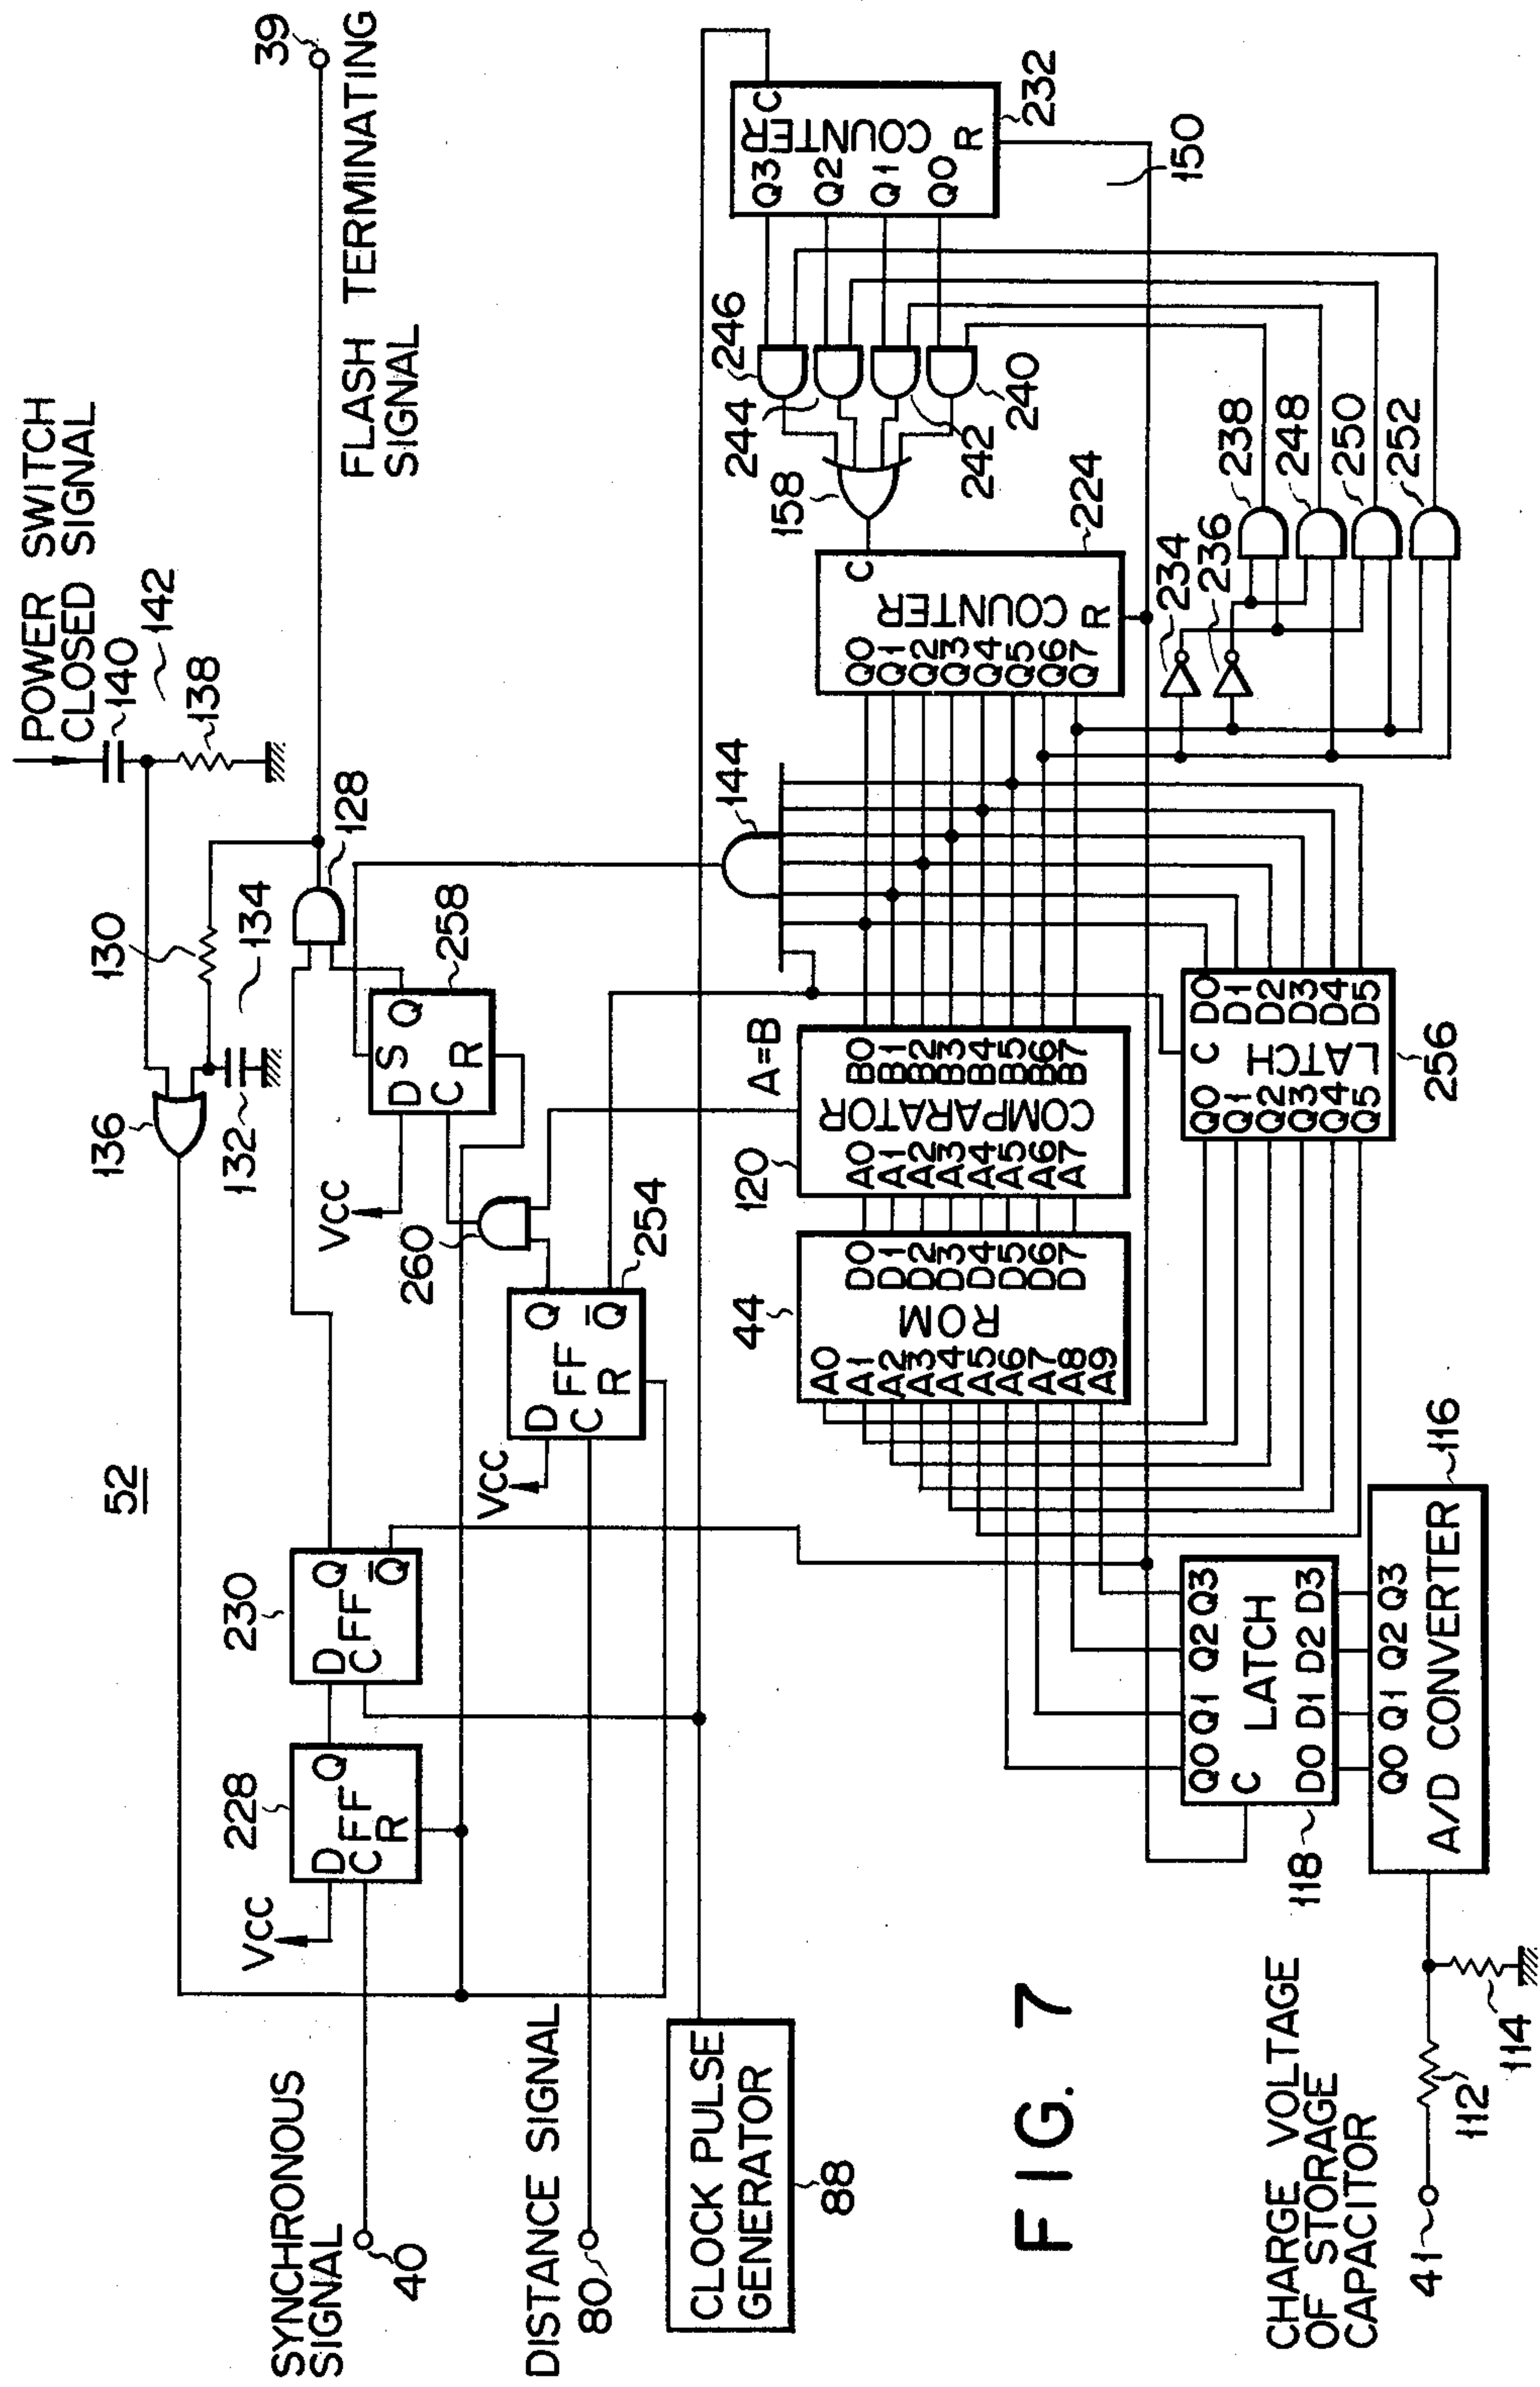 POWER SWITCH
CLOSED SIGNAL
140
142
138
39
FLASH TERMINATING
SIGNAL
136
130
132
134
128
52
228
D Q
C FF
R
VCC
230
D Q
C FF Q̅
VCC
258
S
D Q
C
R
260
VCC
254
D Q
C FF
R Q̅
SYNCHRONOUS
SIGNAL
40
DISTANCE SIGNAL
80
CLOCK PULSE
GENERATOR
88
144
44
ROM
A0 D0
A1 D1
A2 D2
A3 D3
A4 D4
A5 D5
A6 D6
A7 D7
A8
A9
120
COMPARATOR
A=B
A0 B0
A1 B1
A2 B2
A3 B3
A4 B4
A5 B5
A6 B6
A7 B7
224
COUNTER
C
R
Q0
Q1
Q2
Q3
Q4
Q5
Q6
Q7
158
246
244
242
240
232
COUNTER
C
R
Q3
Q2
Q1
Q0
150
234
236
238
248
250
252
256
LATCH
C
Q0 D0
Q1 D1
Q2 D2
Q3 D3
Q4 D4
Q5 D5
118
Q0 Q1 Q2 Q3
C LATCH
D0 D1 D2 D3
116
Q0 Q1 Q2 Q3
A/D CONVERTER
CHARGE VOLTAGE
OF STORAGE
CAPACITOR
41
112
114
FIG. 7